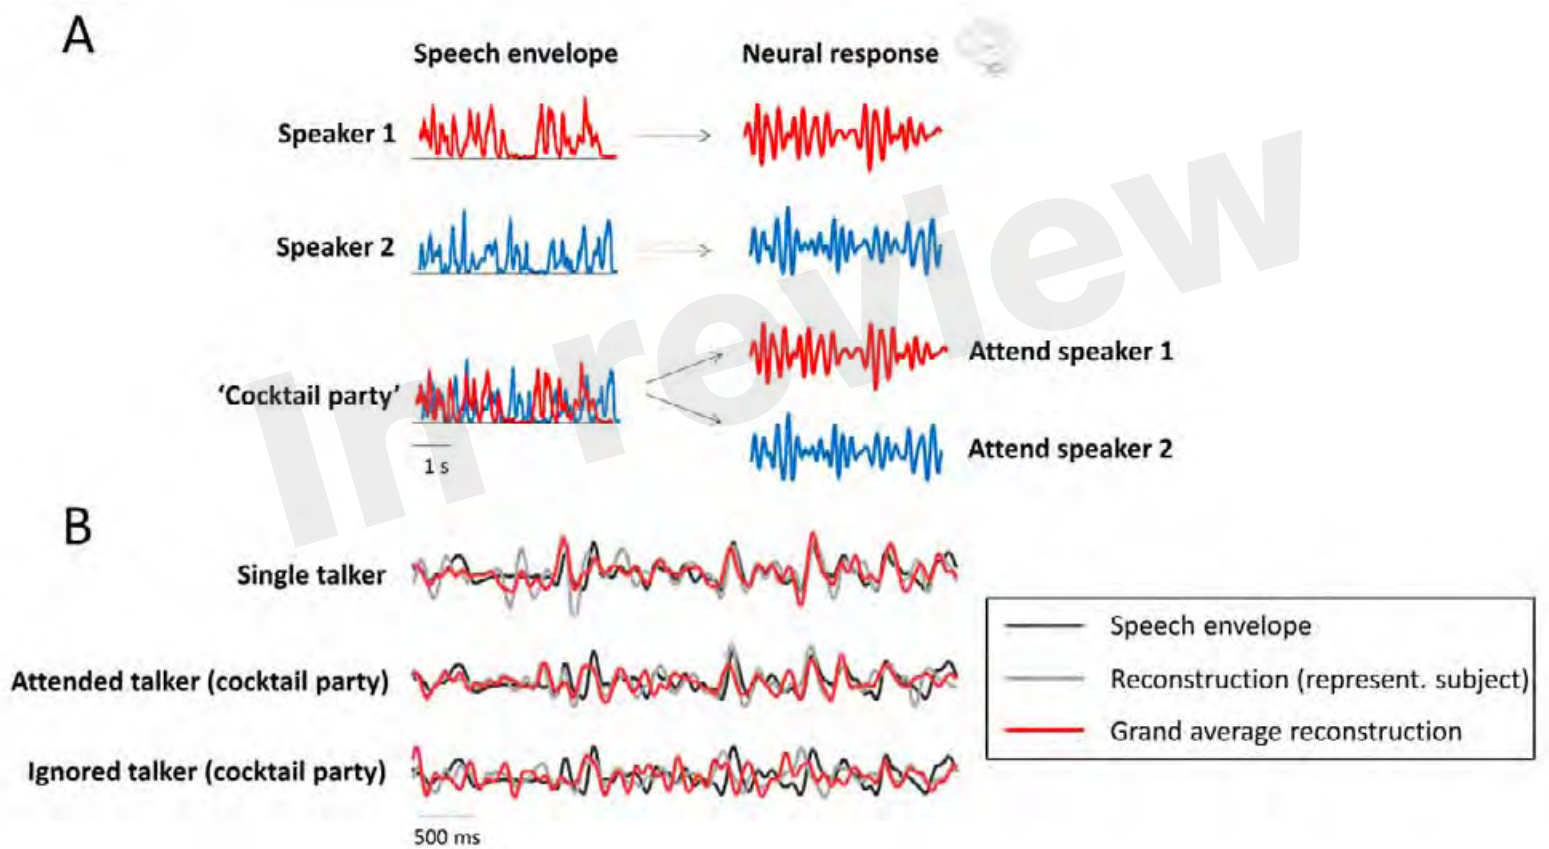 A
Speech envelope
Neural response
Speaker 1
Speaker 2
Attend speaker 1
'Cocktail party'
Attend speaker 2
1 s
In review
B
Single talker
Attended talker (cocktail party)
Ignored talker (cocktail party)
500 ms
Speech envelope
Reconstruction (represent. subject)
Grand average reconstruction